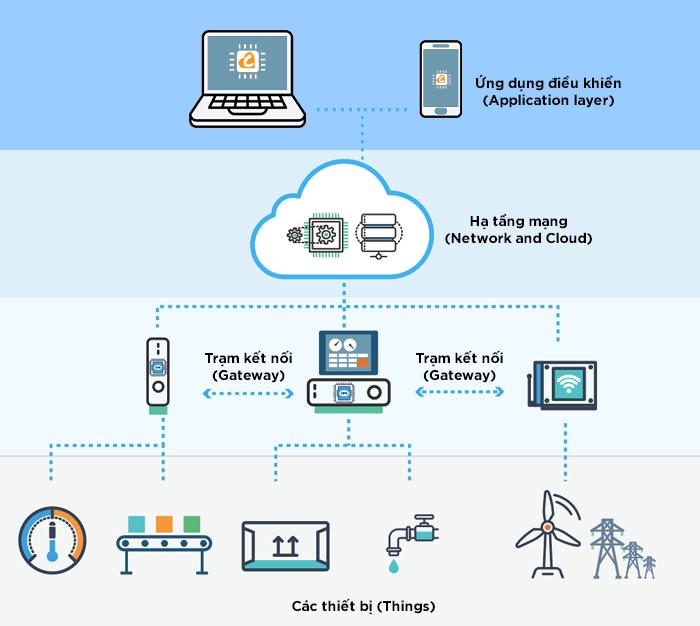 Ứng dụng điều khiển
(Application layer)
Hạ tầng mạng
(Network and Cloud)
Trạm kết nối
(Gateway)
Trạm kết nối
(Gateway)
Các thiết bị (Things)